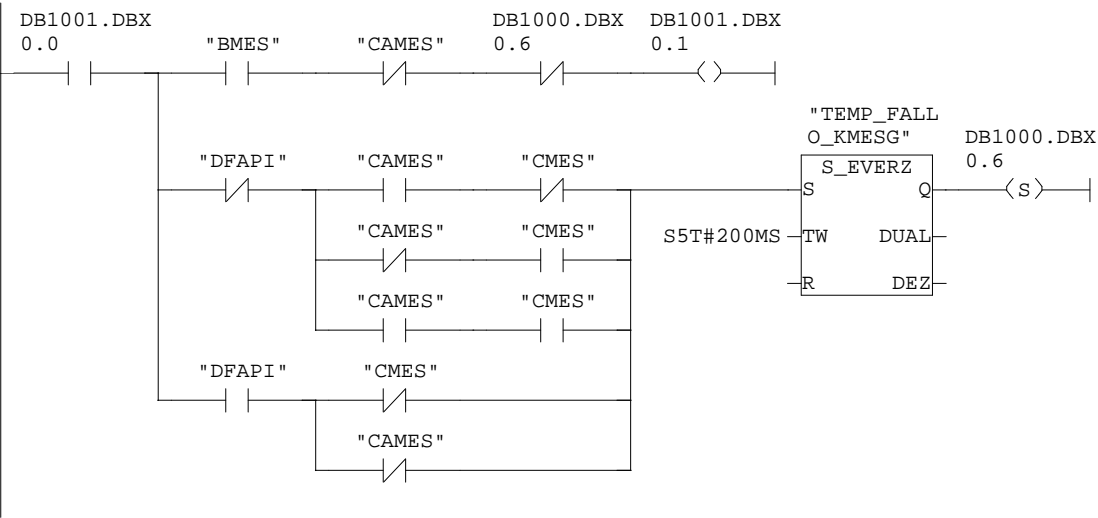 DB1001.DBX DB1000.DBX DB1001.DBX
0.0 "BMES" "CAMES" 0.6 0.1
"TEMP_FALL
O_KMESG" DB1000.DBX
"DFAPI" "CAMES" "CMES" S_EVERZ 0.6
S Q S
"CAMES" "CMES" S5T#200MS TW DUAL
R DEZ
"CAMES" "CMES"
"DFAPI" "CMES"
"CAMES"